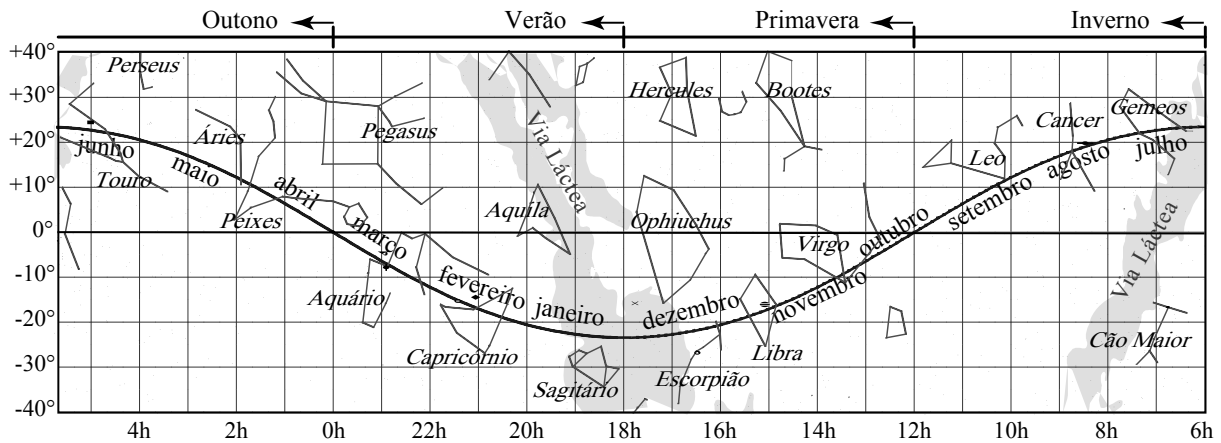 Outono Verão Primavera Inverno
+40°
Perseus
+30°
Hercules Bootes
Cancer Gemeos
Áries Pegasus
+20°
junho maio Touro
Leo agosto julho
Via Láctea
+10°
abril Peixes
Aquila Ophiuchus
setembro
0°
março
Virgo outubro
Via Láctea
-10°
Aquário
fevereiro janeiro dezembro novembro
-20°
Capricórnio Libra Cão Maior
-30°
Sagitário Escorpião
-40°
4h 2h 0h 22h 20h 18h 16h 14h 12h 10h 8h 6h